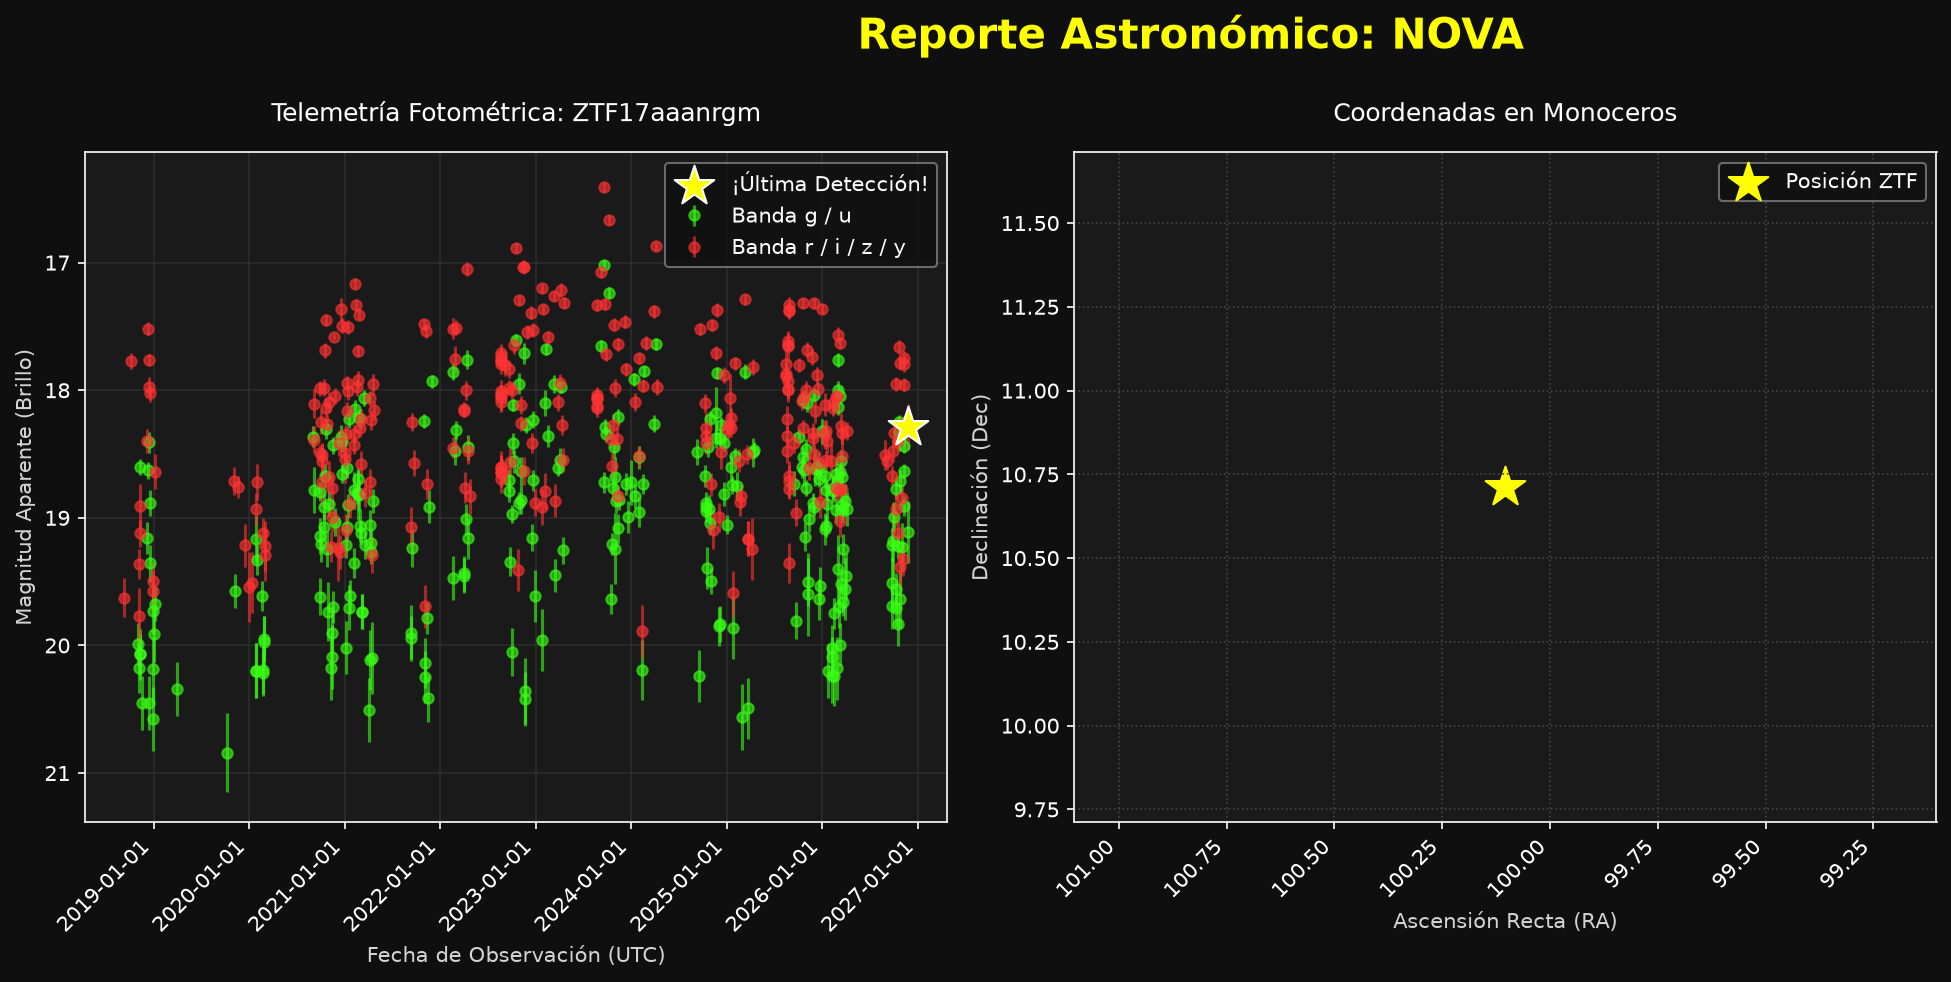 Reporte Astronómico: NOVA
Telemetría Fotométrica: ZTF17aaanrgm
¡Última Detección!
Banda g / u
Banda r / i / z / y
Magnitud Aparente (Brillo)
17
18
19
20
21
2019-01-01
2020-01-01
2021-01-01
2022-01-01
2023-01-01
2024-01-01
2025-01-01
2026-01-01
2027-01-01
Fecha de Observación (UTC)
Coordenadas en Monoceros
Posición ZTF
Declinación (Dec)
11.50
11.25
11.00
10.75
10.50
10.25
10.00
9.75
101.00
100.75
100.50
100.25
100.00
99.75
99.50
99.25
Ascensión Recta (RA)